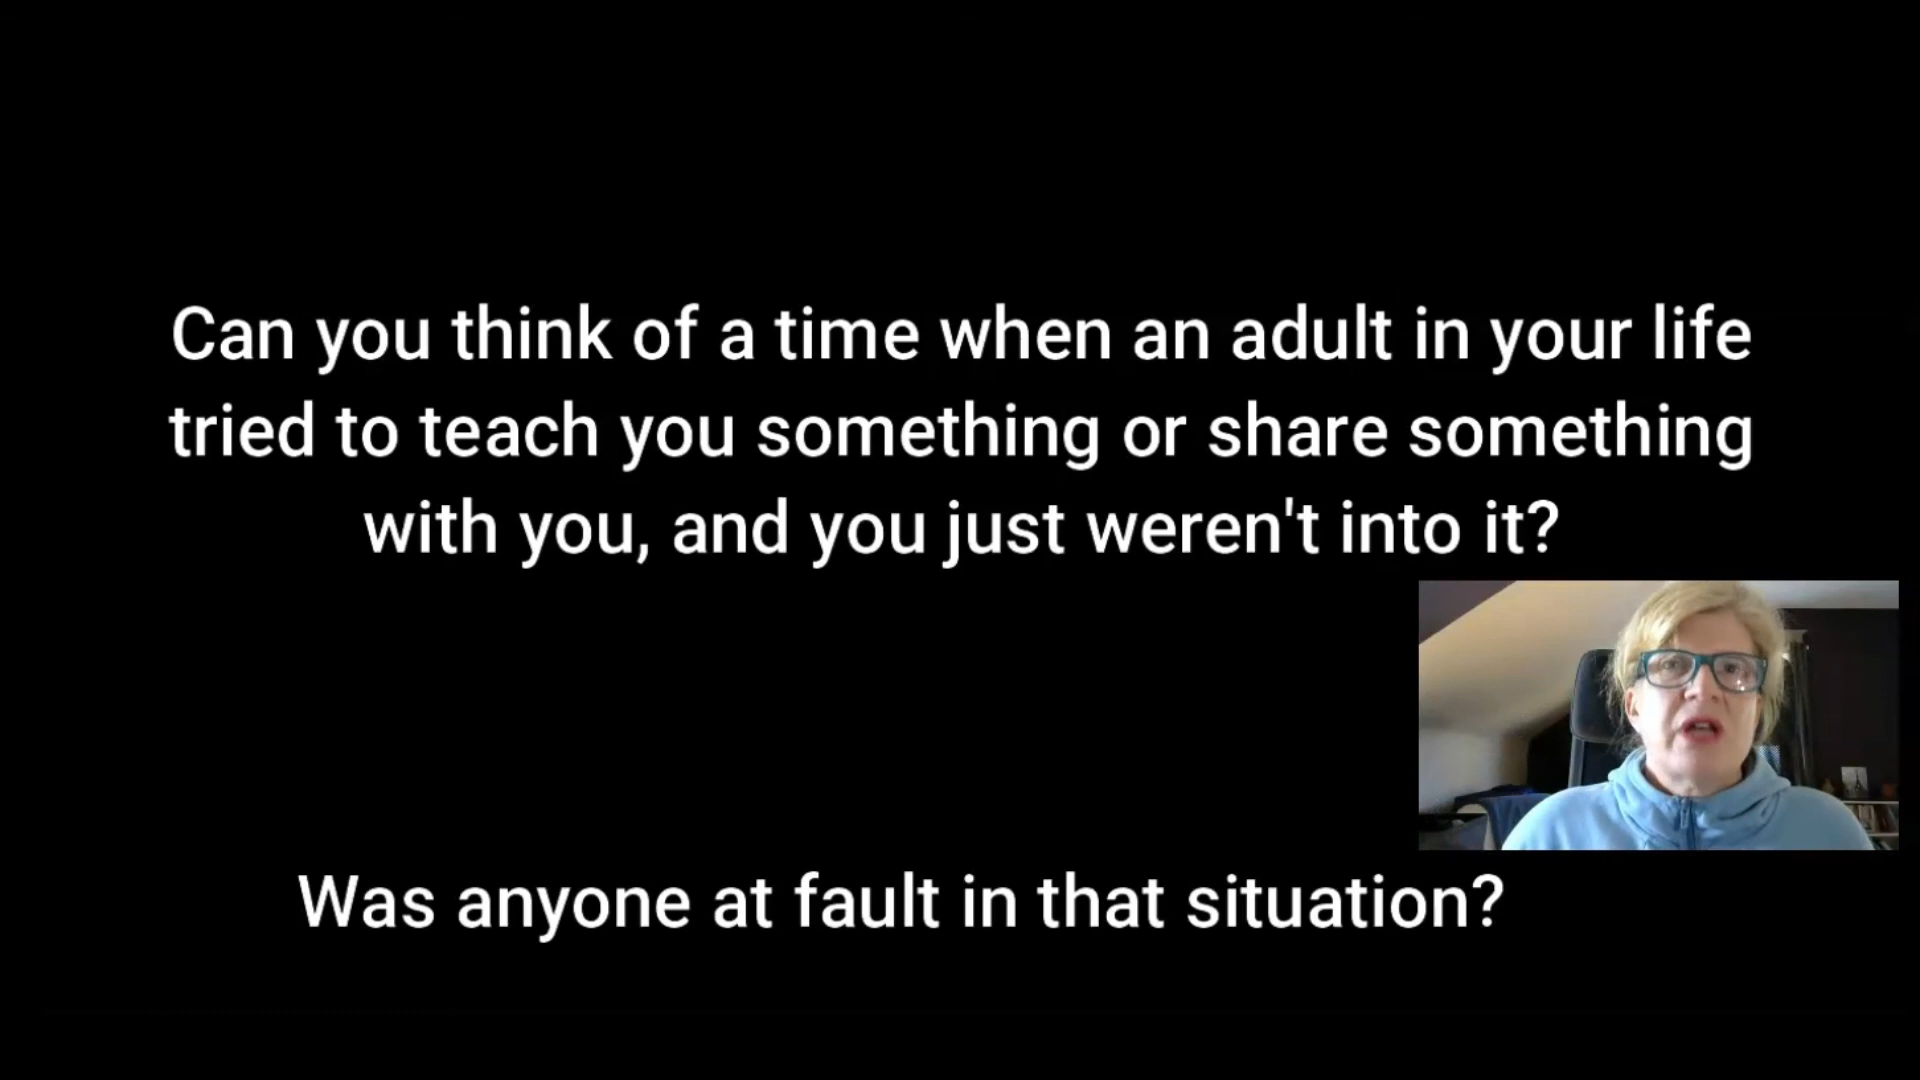 Can you think of a time when an adult in your life
tried to teach you something or share something
with you, and you just weren't into it?
Was anyone at fault in that situation?